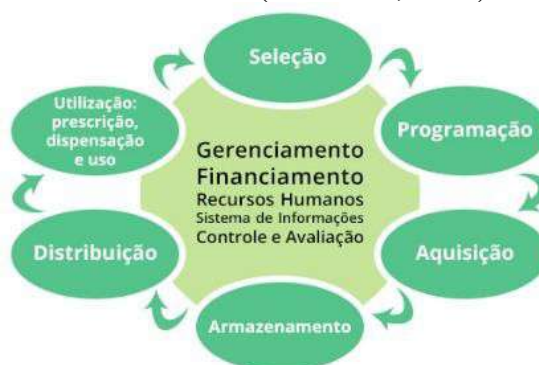 Seleção
Programação
Aquisição
Armazenamento
Distribuição
Utilização:
prescrição,
dispensação
e uso
Gerenciamento
Financiamento
Recursos Humanos
Sistema de Informações
Controle e Avaliação